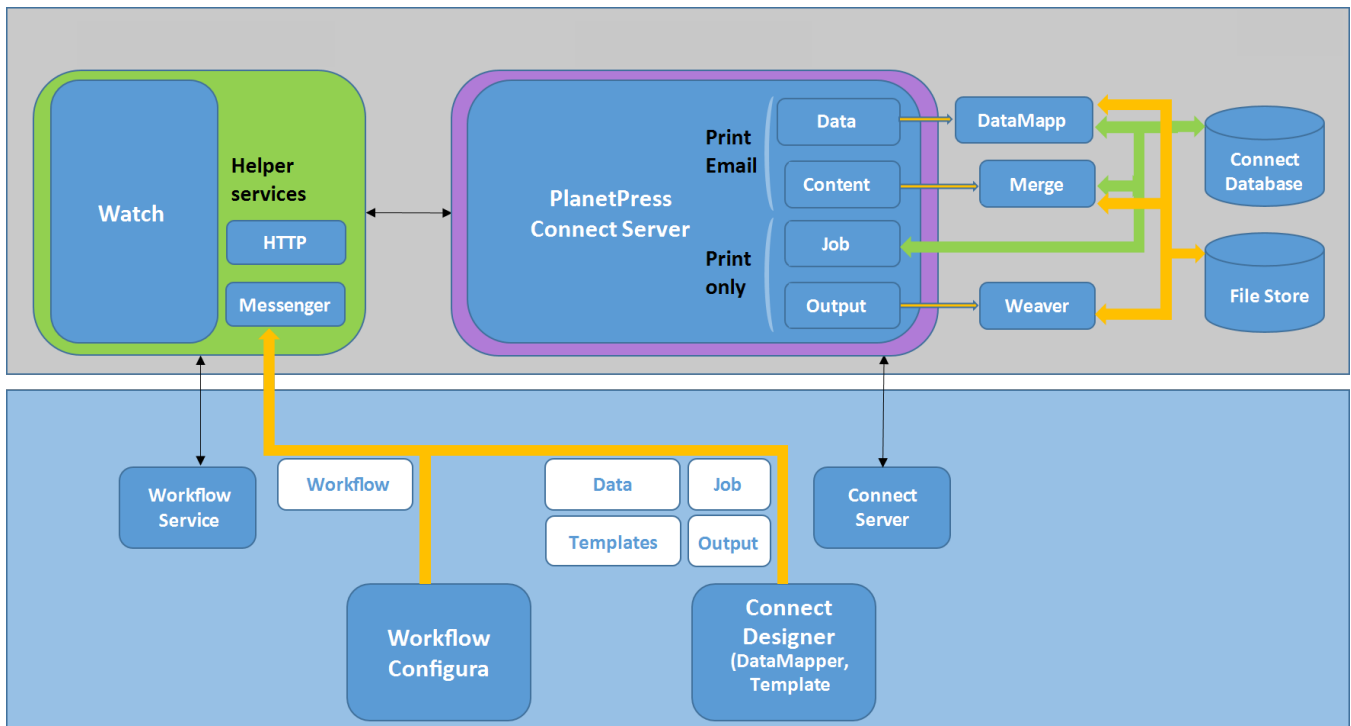 Watch
Helper
services
HTTP
Messenger
PlanetPress
Connect Server
Print
Email
Print
only
Data
Content
Job
Output
DataMapp
Merge
Weaver
Connect
Database
File Store
Workflow
Service
Workflow
Data
Job
Templates
Output
Connect
Server
Workflow
Configura
Connect
Designer
(DataMapper,
Template